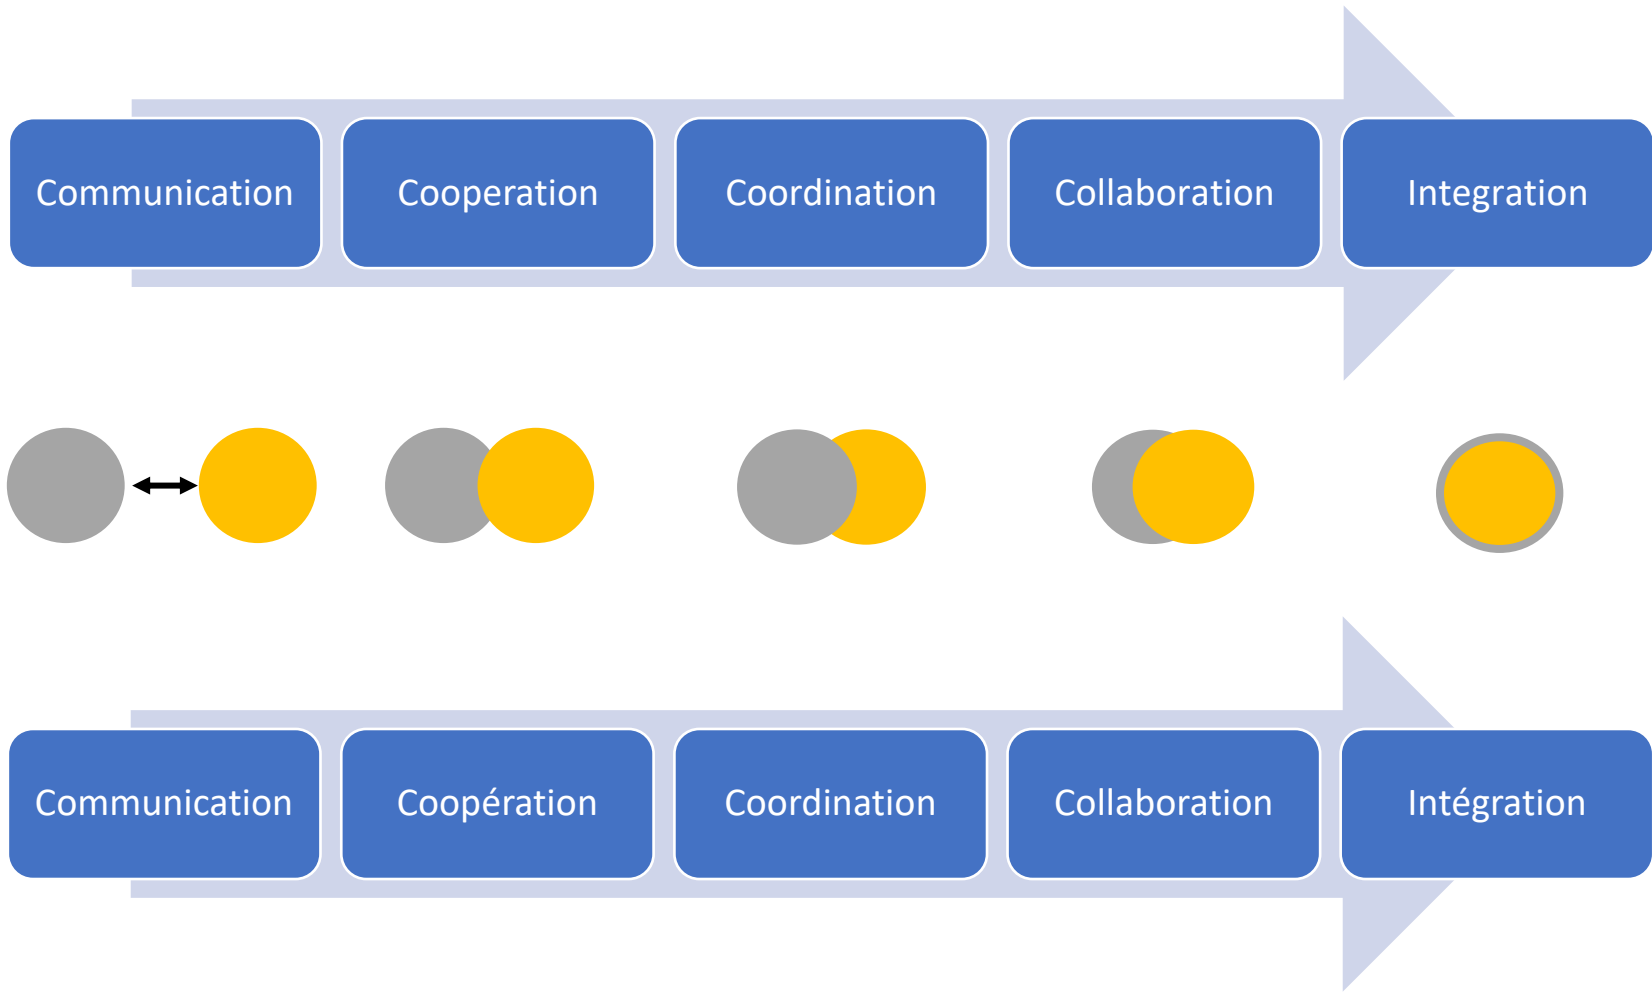 Communication
Cooperation
Coordination
Collaboration
Integration
Communication
Coopération
Coordination
Collaboration
Intégration